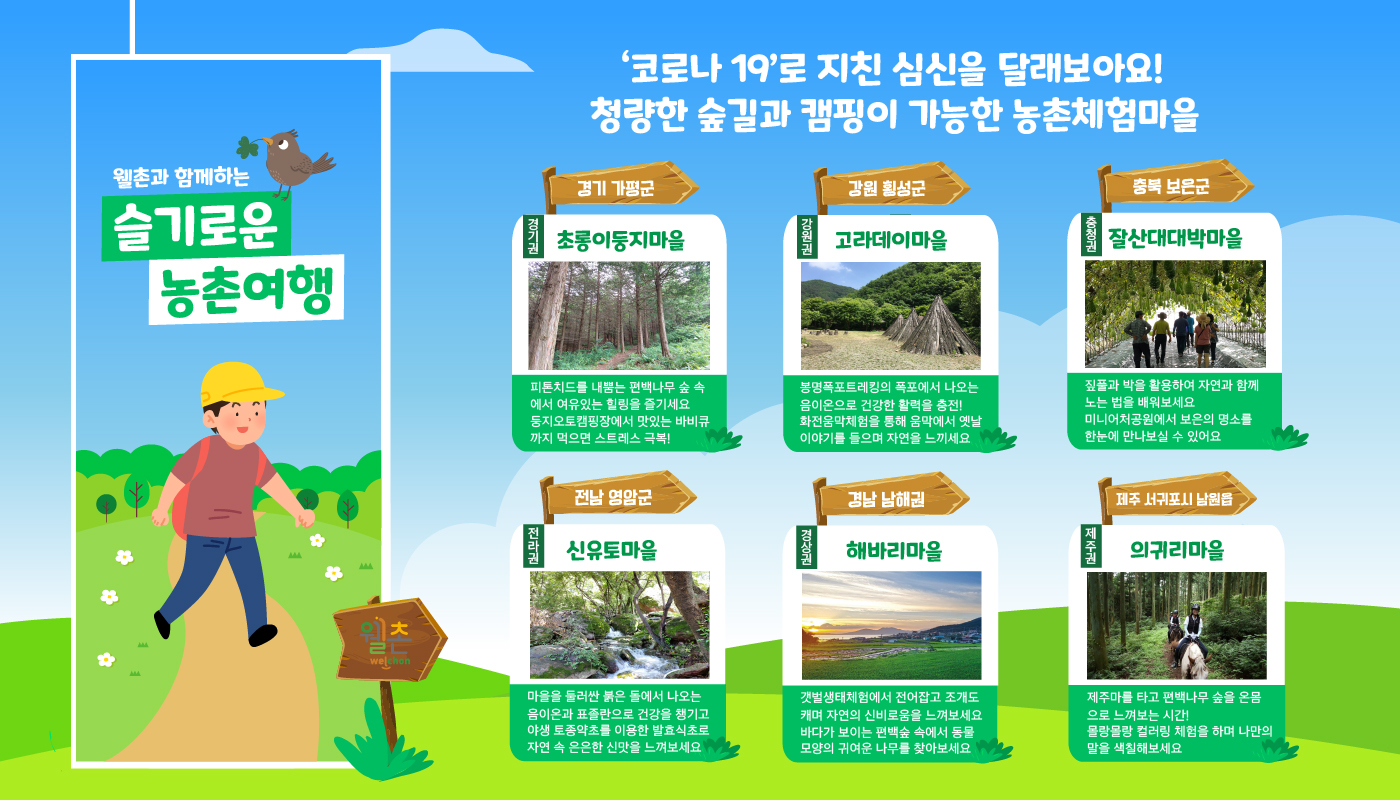 웰촌과 함께하는
슬기로운
농촌여행
웰촌
welchon
‘코로나 19’로 지친 심신을 달래보아요!
청량한 숲길과 캠핑이 가능한 농촌체험마을
경기 가평군
경기권
초롱이둥지마을
피톤치드를 내뿜는 편백나무 숲 속
에서 여유있는 힐링을 즐기세요
둥지오토캠핑장에서 맛있는 바비큐
까지 먹으면 스트레스 극복!
강원 횡성군
강원권
고라데이마을
봉명폭포트레킹의 폭포에서 나오는
음이온으로 건강한 활력을 충전!
화전움막체험을 통해 움막에서 옛날
이야기를 들으며 자연을 느끼세요
충북 보은군
충청권
잘산대대박마을
짚풀과 박을 활용하여 자연과 함께
노는 법을 배워보세요
미니어처공원에서 보은의 명소를
한눈에 만나보실 수 있어요
전남 영암군
전라권
신유토마을
마을을 둘러싼 붉은 돌에서 나오는
음이온과 표졸란으로 건강을 챙기고
야생 토종약초를 이용한 발효식초로
자연 속 은은한 신맛을 느껴보세요
경남 남해권
경상권
해바리마을
갯벌생태체험에서 전어잡고 조개도
캐며 자연의 신비로움을 느껴보세요
바다가 보이는 편백숲 속에서 동물
모양의 귀여운 나무를 찾아보세요
제주 서귀포시 남원읍
제주권
의귀리마을
제주마를 타고 편백나무 숲을 온몸
으로 느껴보는 시간!
몰랑몰랑 컬러링 체험을 하며 나만의
말을 색칠해보세요